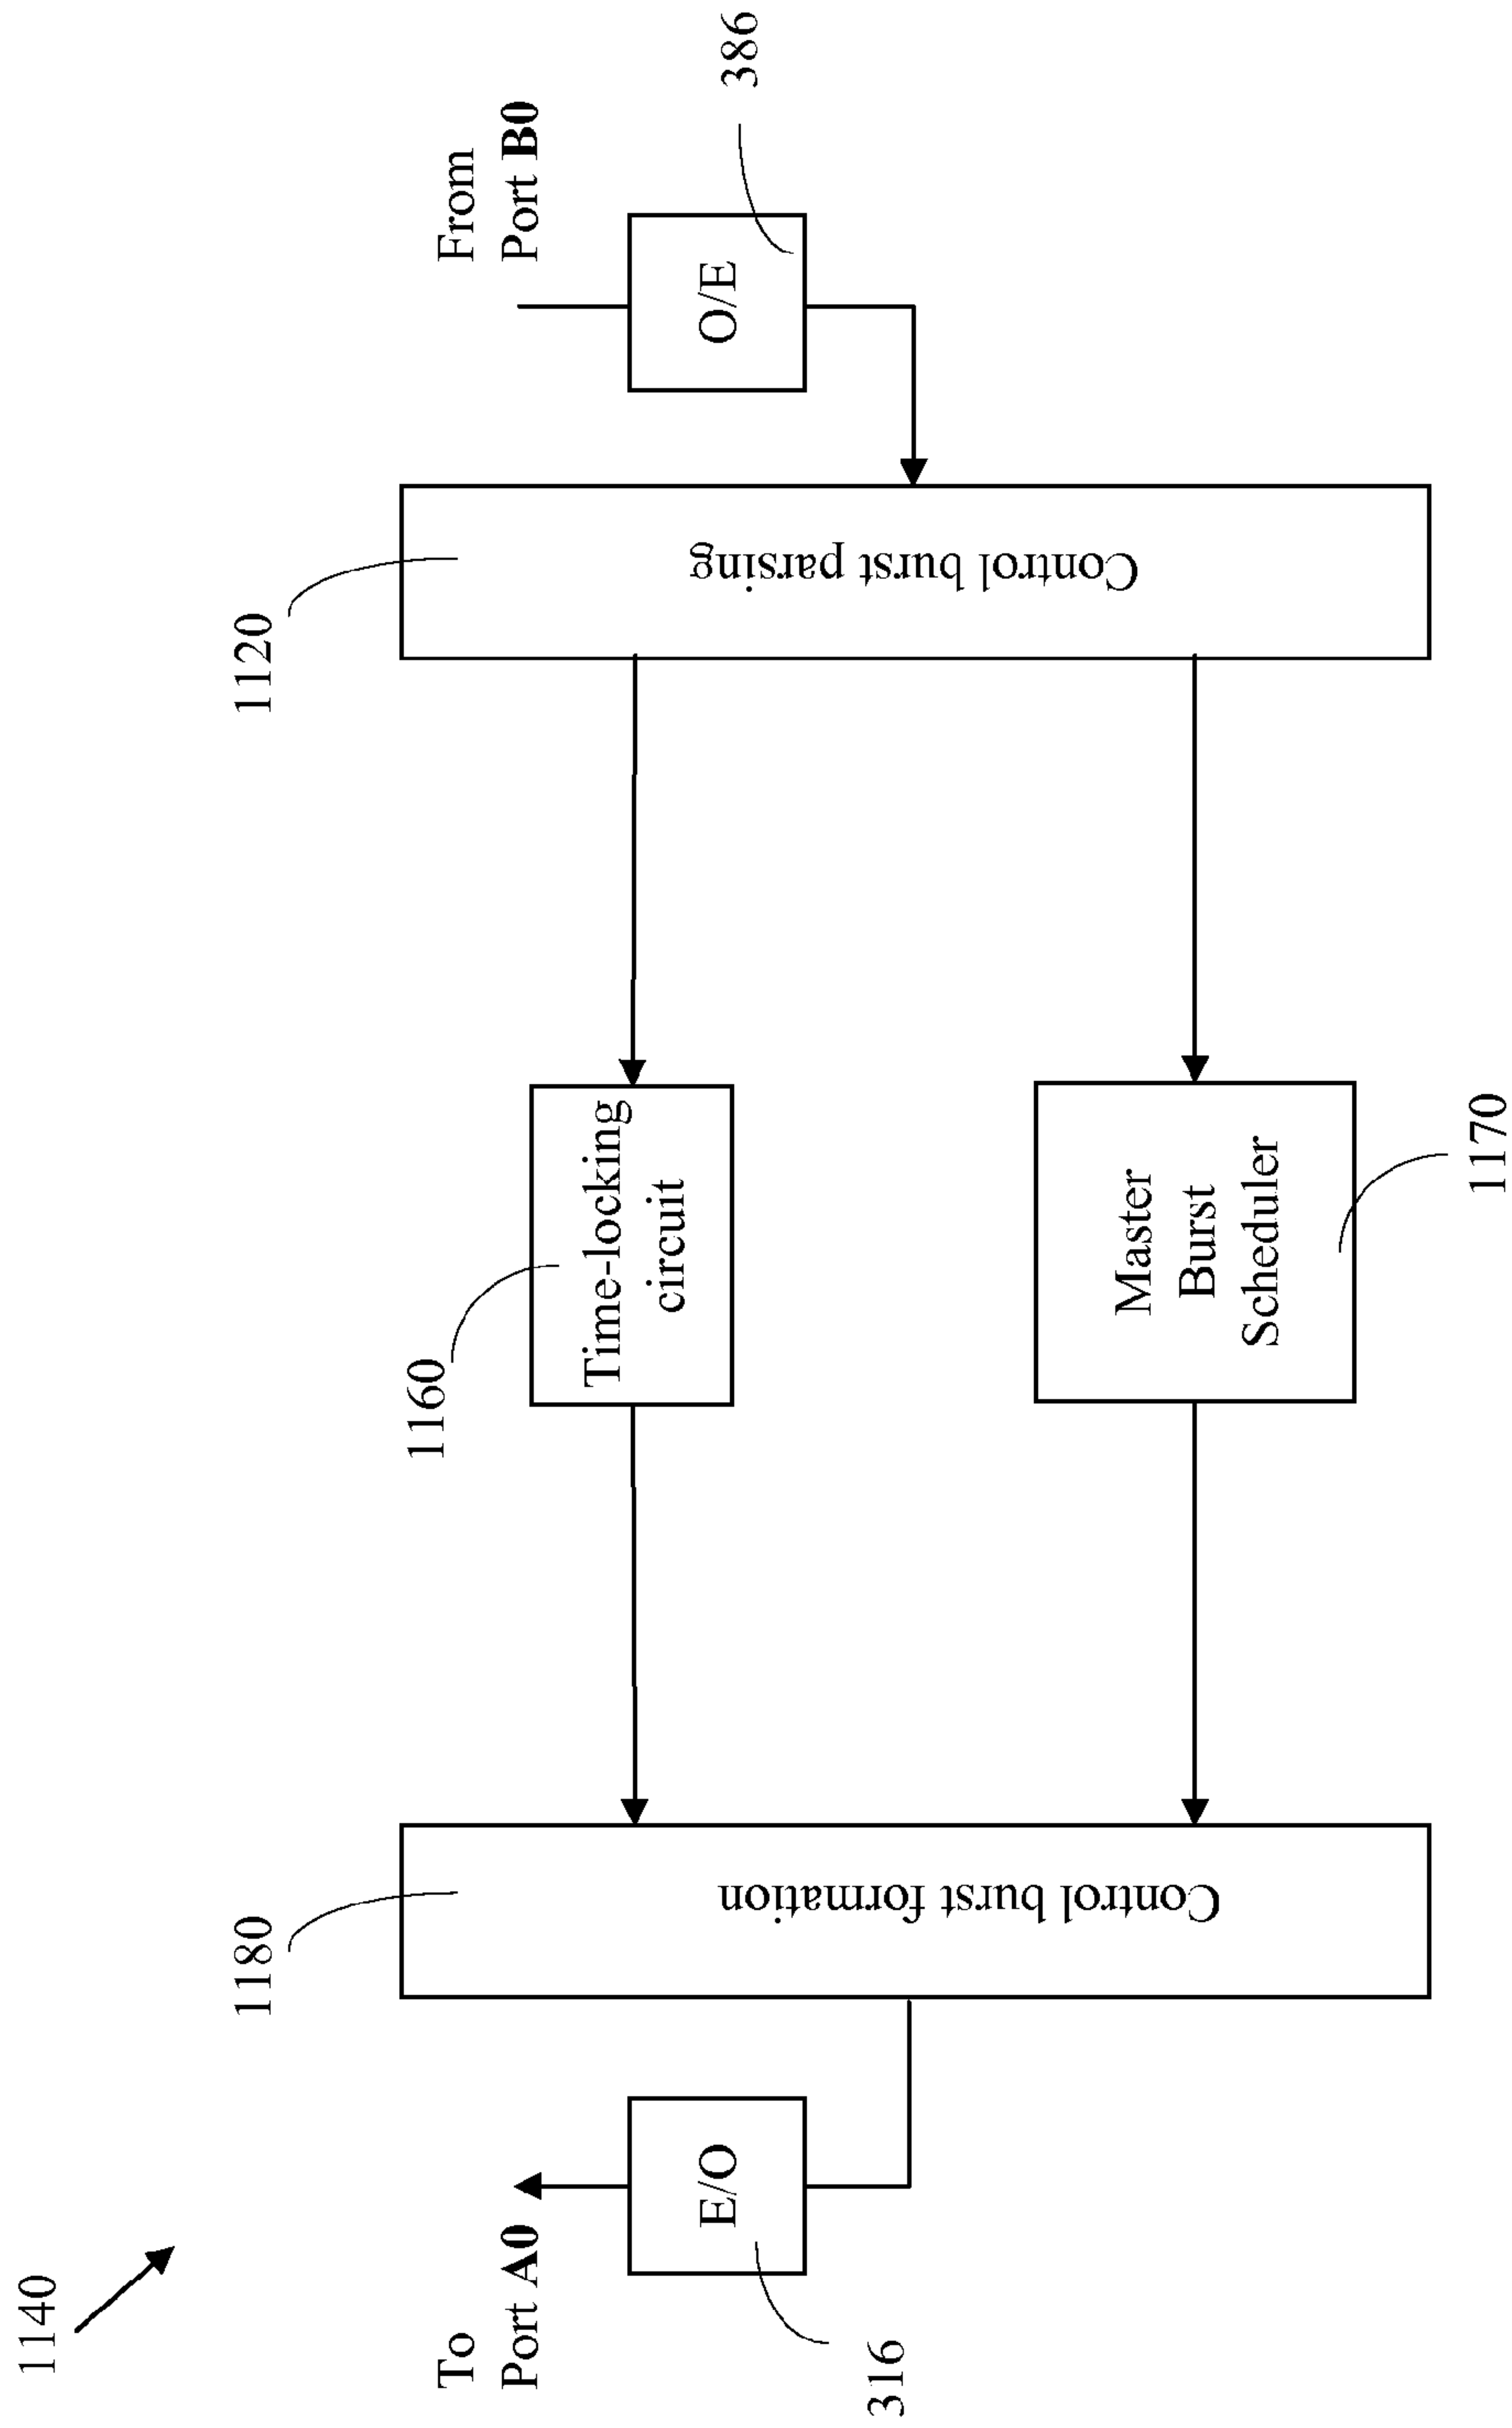 1140
To
Port A0
E/O
316
1180
Control burst formation
1160
Time-locking
circuit
Master
Burst
Scheduler
1170
1120
Control burst parsing
From
Port B0
O/E
386